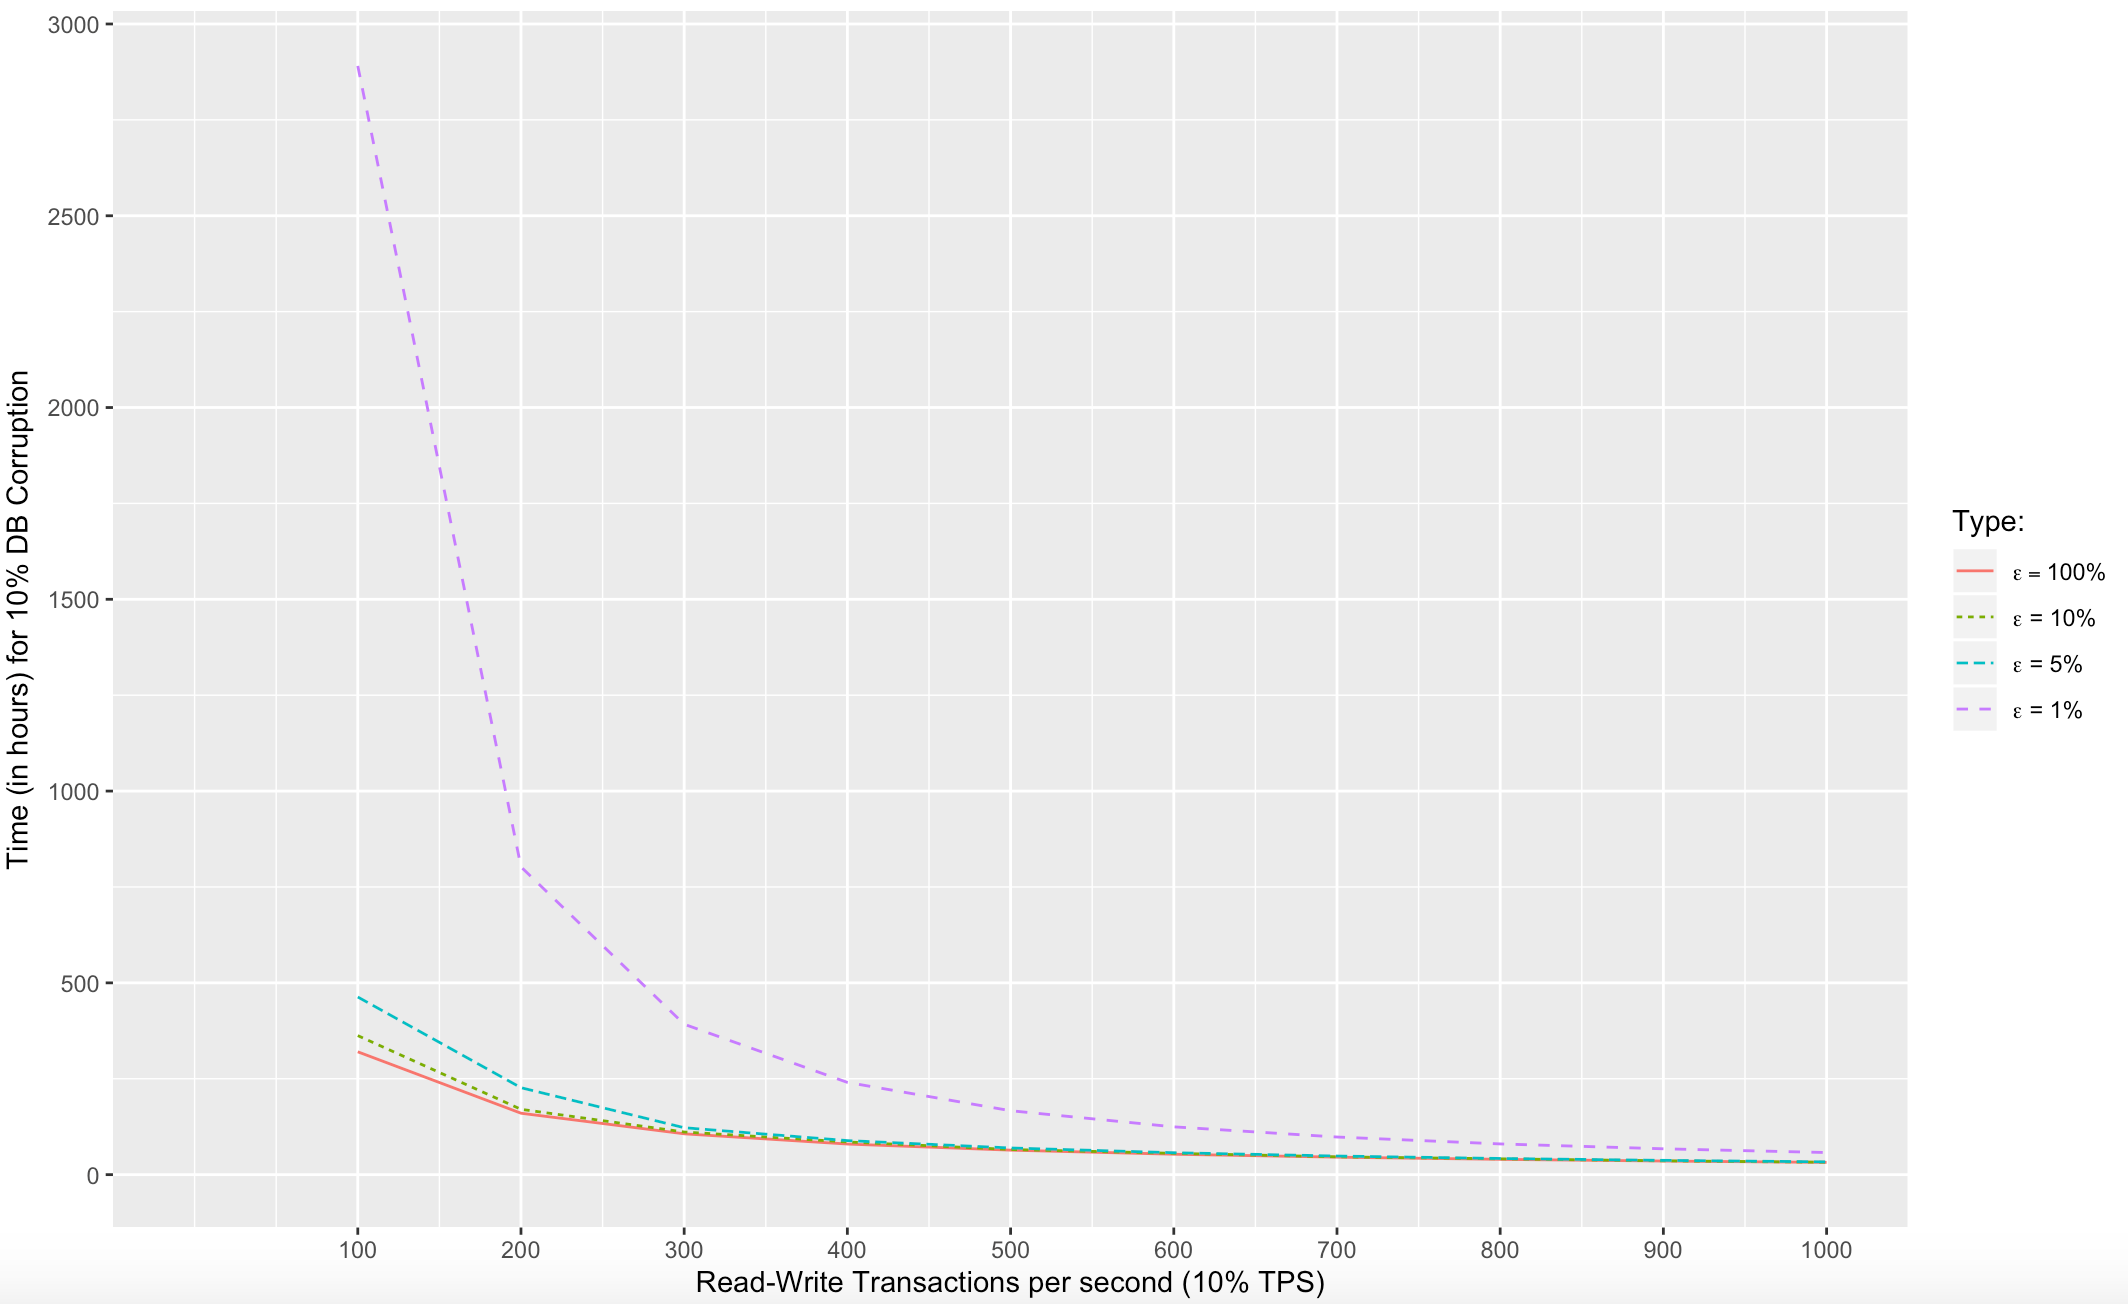 3000
2500
2000
1500
1000
500
0
Time (in hours) for 10% DB Corruption
100 200 300 400 500 600 700 800 900 1000
Read-Write Transactions per second (10% TPS)
Type:
ε = 100%
ε = 10%
ε = 5%
ε = 1%